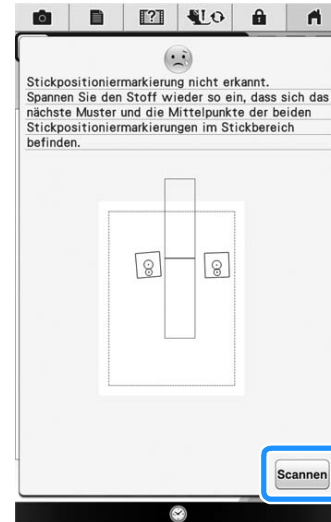 Stickpositioniermarkierung nicht erkannt.
Spannen Sie den Stoff wieder so ein, dass sich das
nächste Muster und die Mittelpunkte der beiden
Stickpositioniermarkierungen im Stickbereich
befinden.
Scannen